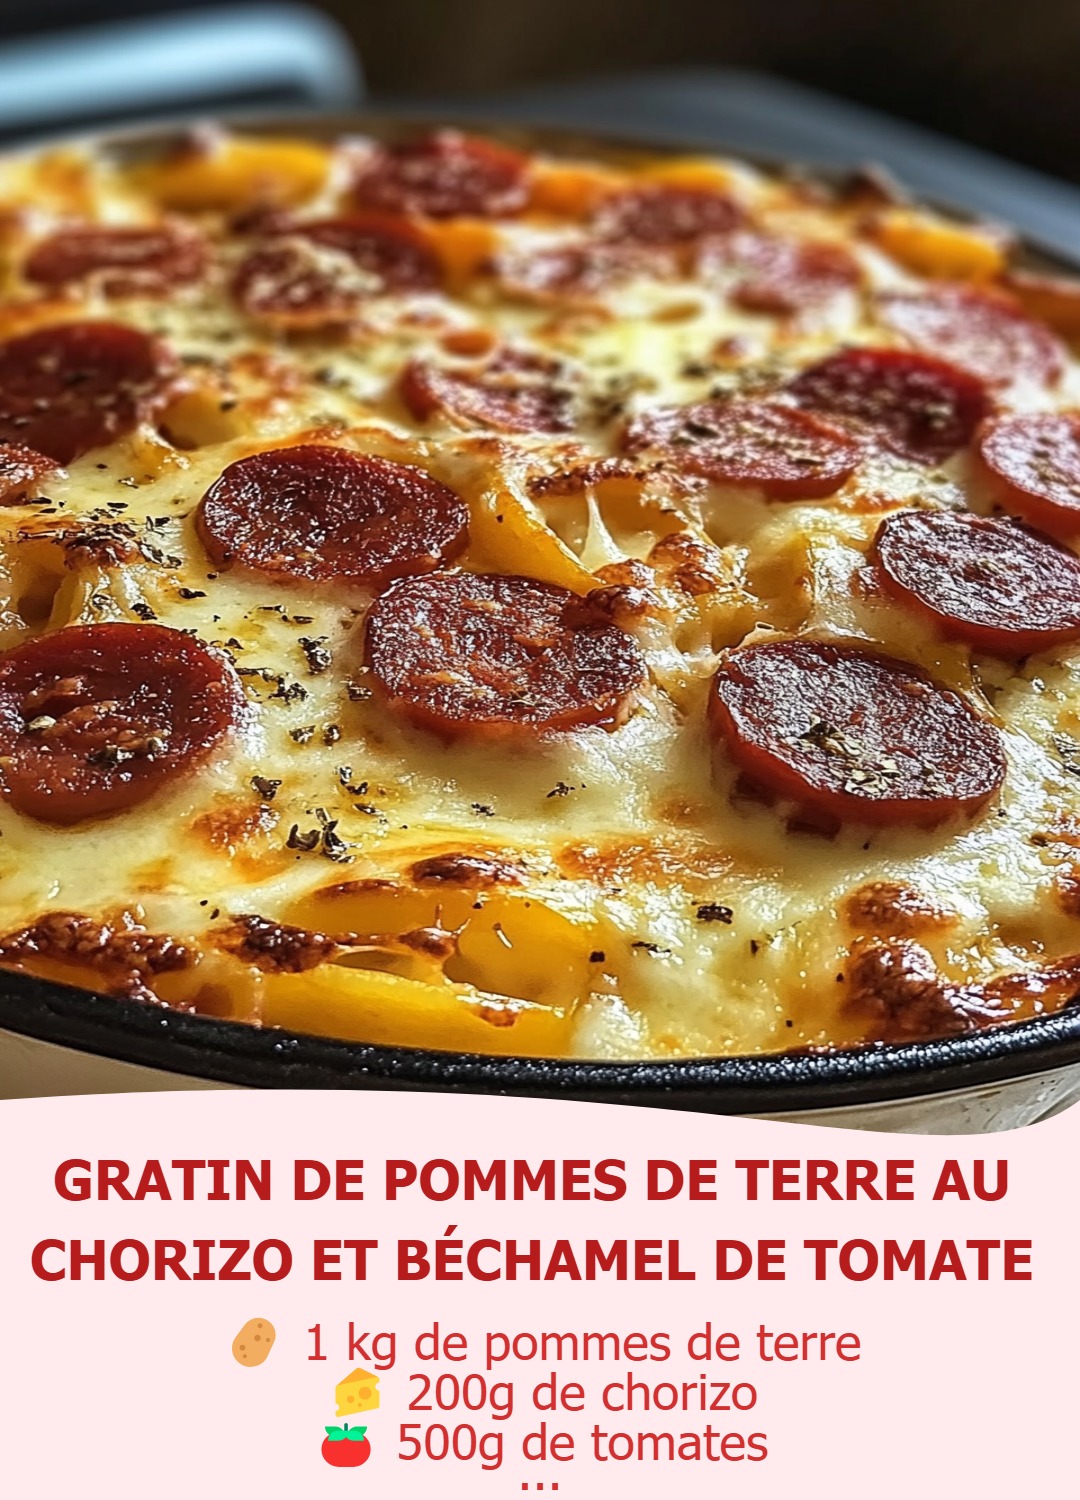 GRATIN DE POMMES DE TERRE AU
CHORIZO ET BÉCHAMEL DE TOMATE
🥔 1 kg de pommes de terre
🧀 200g de chorizo
🍅 500g de tomates
...